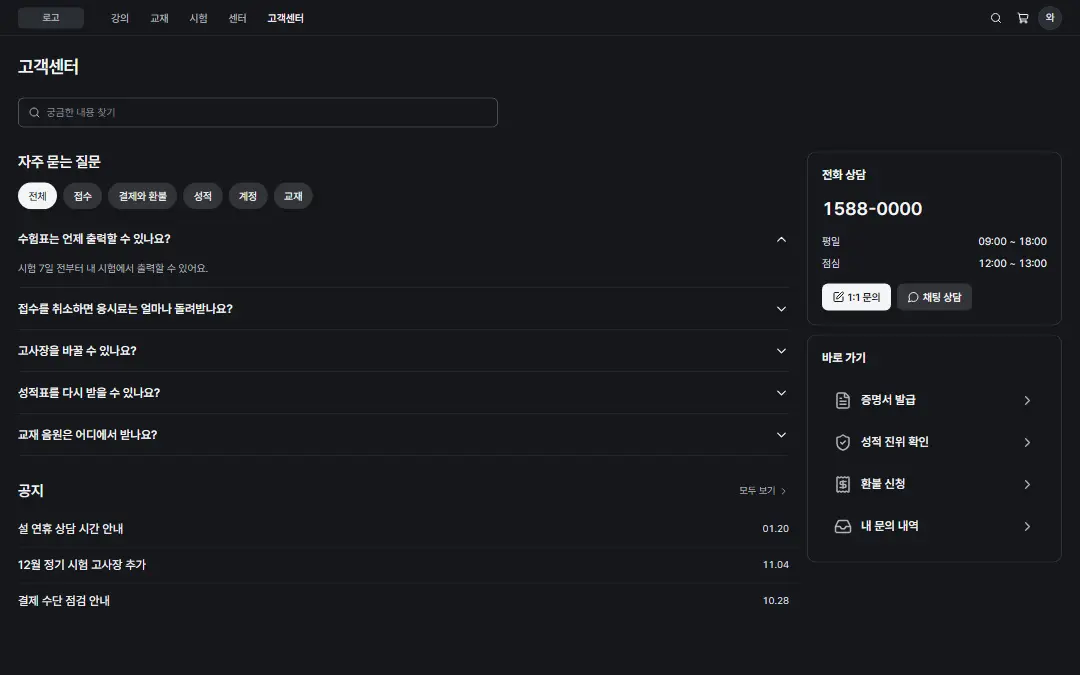 로고
강의
교재
시험
센터
고객센터
와
고객센터
궁금한 내용 찾기
자주 묻는 질문
전체
접수
결제와 환불
성적
계정
교재
수험표는 언제 출력할 수 있나요?
시험 7일 전부터 내 시험에서 출력할 수 있어요.
접수를 취소하면 응시료는 얼마나 돌려받나요?
고사장을 바꿀 수 있나요?
성적표를 다시 받을 수 있나요?
교재 음원은 어디에서 받나요?
공지
모두 보기
설 연휴 상담 시간 안내 01.20
12월 정기 시험 고사장 추가 11.04
결제 수단 점검 안내 10.28
전화 상담
1588-0000
평일 09:00 ~ 18:00
점심 12:00 ~ 13:00
1:1 문의
채팅 상담
바로 가기
증명서 발급
성적 진위 확인
환불 신청
내 문의 내역